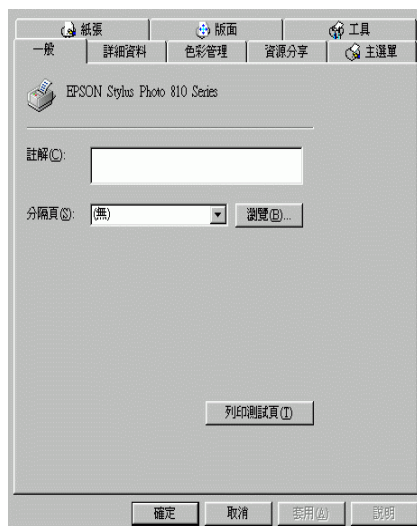 紙張 版面 工具
一般 詳細資料 色彩管理 資源分享 主選單
EPSON Stylus Photo 810 Series
註解(C):
分隔頁(S): (無) 瀏覽(B)...
列印測試頁(T)
確定 取消 套用(A) 說明